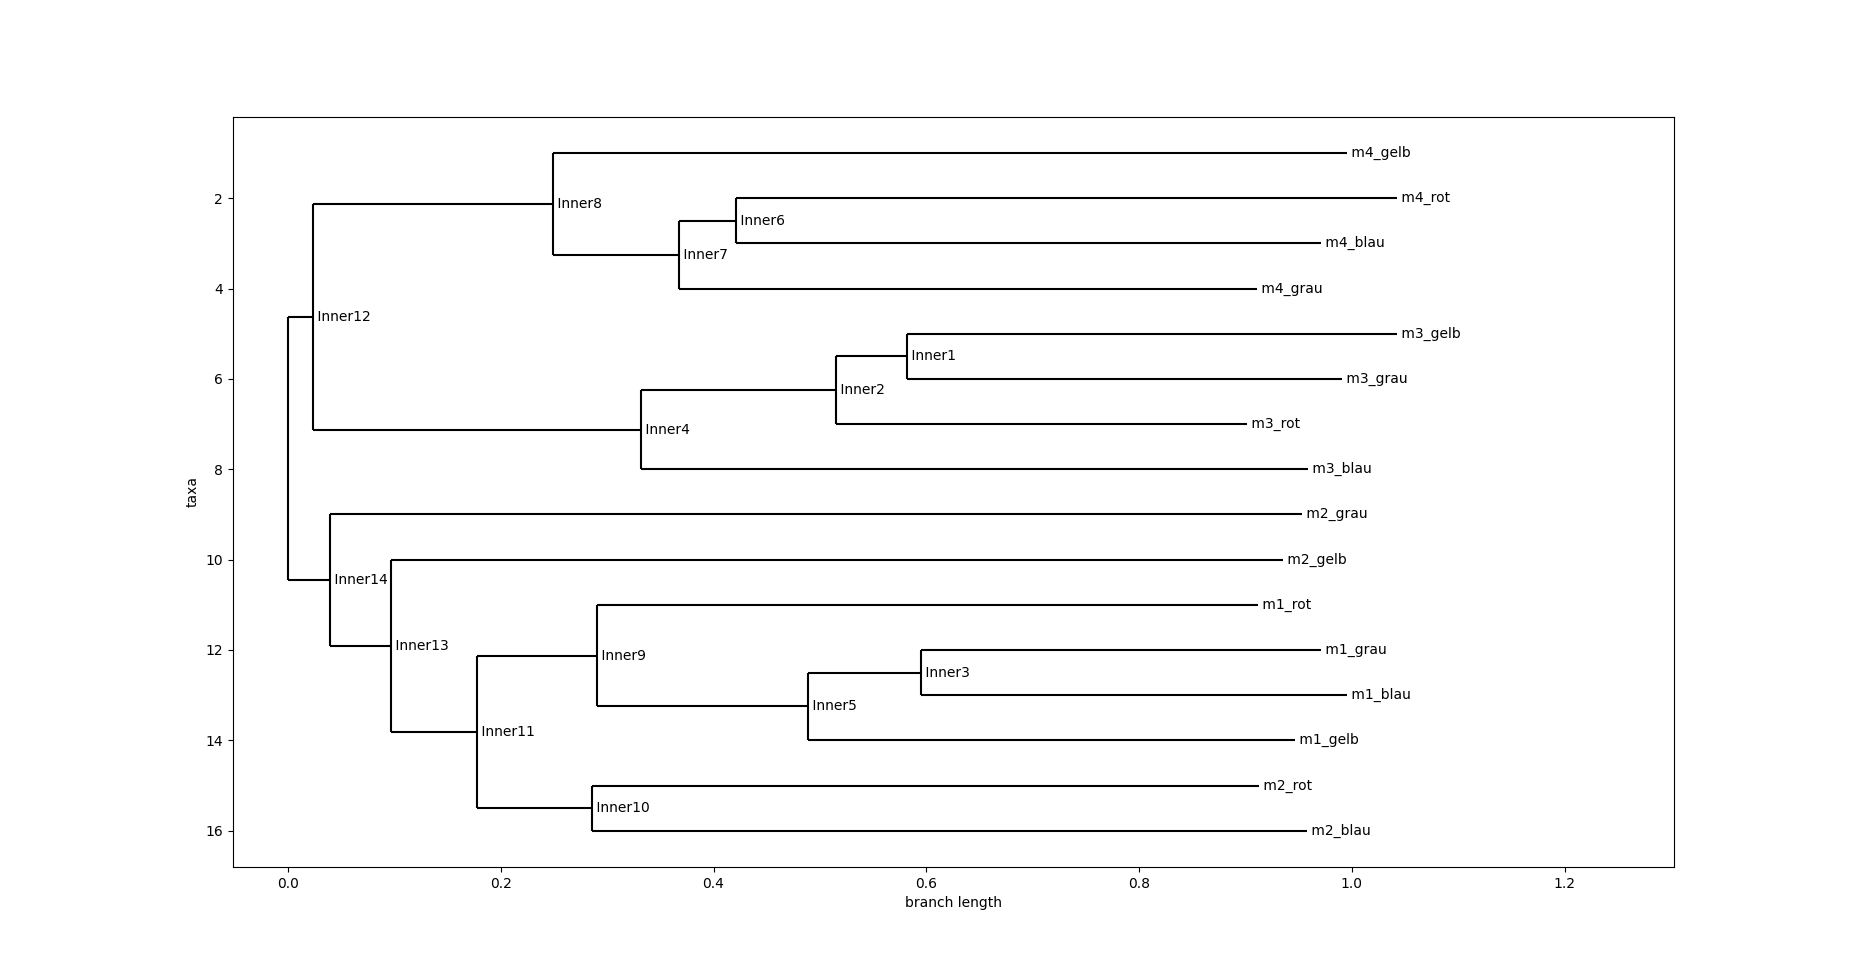 m4_gelb
2
m4_rot
Inner8
Inner6
m4_blau
Inner7
4
m4_grau
Inner12
m3_gelb
Inner1
6
m3_grau
Inner2
m3_rot
Inner4
8
m3_blau
taxa
m2_grau
10
m2_gelb
Inner14
m1_rot
Inner13
12
m1_grau
Inner9
Inner3
m1_blau
Inner5
Inner11
14
m1_gelb
m2_rot
Inner10
16
m2_blau
0.0 0.2 0.4 0.6 0.8 1.0 1.2
branch length